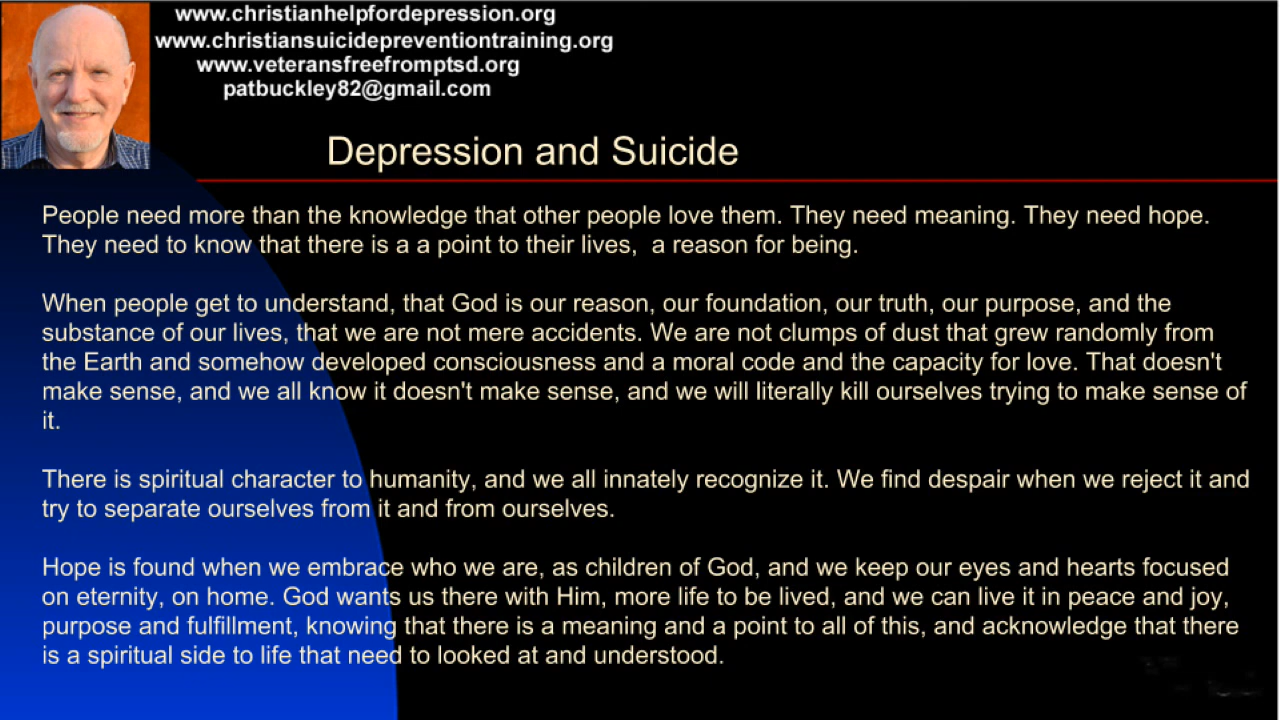 www.christianhelpfordepression.org
www.christiansuicidepreventiontraining.org
www.veteransfreefromptsd.org
patbuckley82@gmail.com
Depression and Suicide
People need more than the knowledge that other people love them. They need meaning. They need hope.
They need to know that there is a a point to their lives,  a reason for being.
When people get to understand, that God is our reason, our foundation, our truth, our purpose, and the
substance of our lives, that we are not mere accidents. We are not clumps of dust that grew randomly from
the Earth and somehow developed consciousness and a moral code and the capacity for love. That doesn't
make sense, and we all know it doesn't make sense, and we will literally kill ourselves trying to make sense of
it.
There is spiritual character to humanity, and we all innately recognize it. We find despair when we reject it and
try to separate ourselves from it and from ourselves.
Hope is found when we embrace who we are, as children of God, and we keep our eyes and hearts focused
on eternity, on home. God wants us there with Him, more life to be lived, and we can live it in peace and joy,
purpose and fulfillment, knowing that there is a meaning and a point to all of this, and acknowledge that there
is a spiritual side to life that need to looked at and understood.